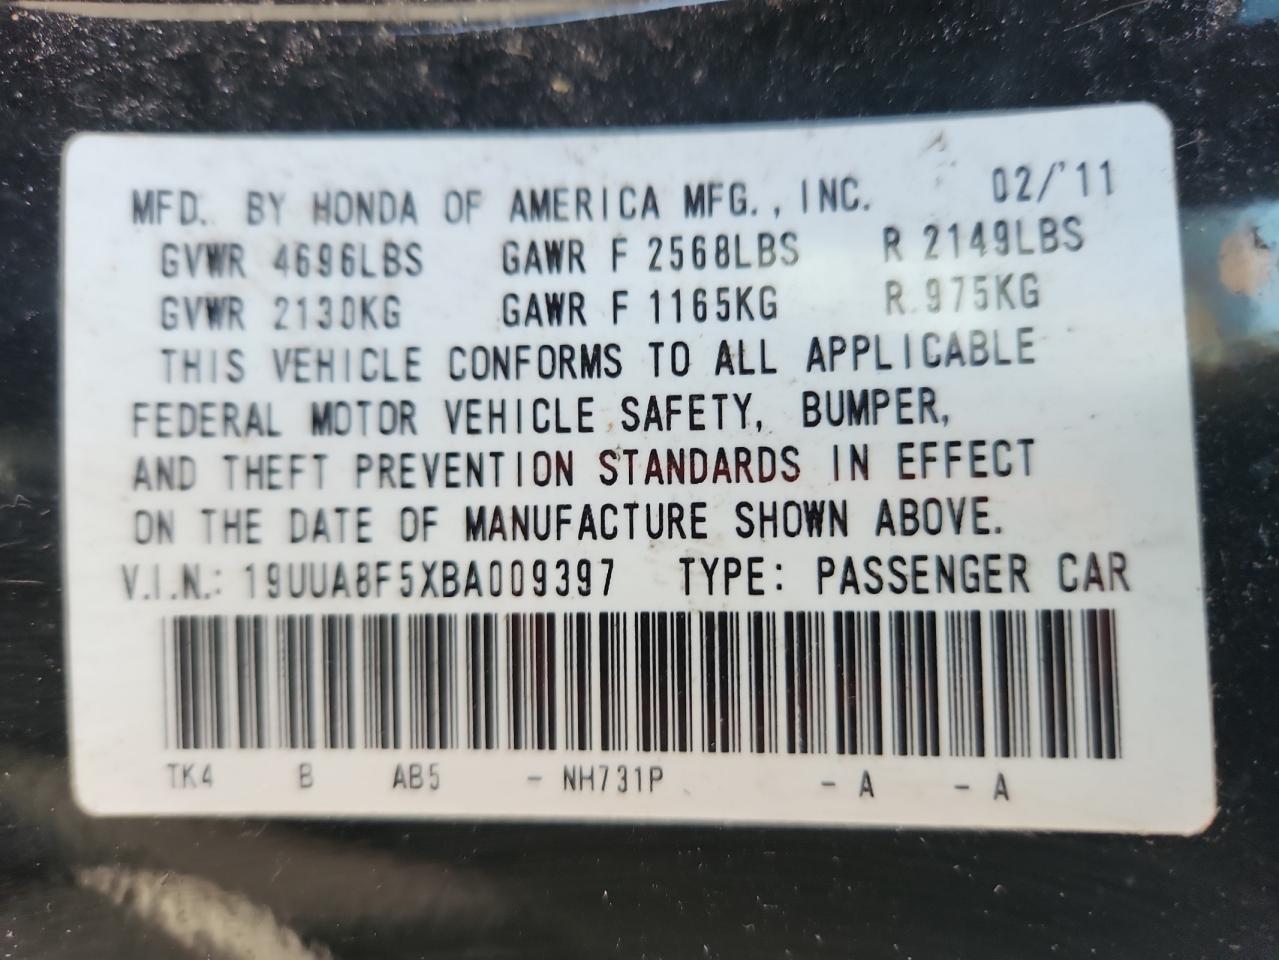 MFD. BY HONDA OF AMERICA MFG., INC. 02/'11
GVWR 4696LBS GAWR F 2568LBS R 2149LBS
GVWR 2130KG GAWR F 1165KG R 975KG
THIS VEHICLE CONFORMS TO ALL APPLICABLE
FEDERAL MOTOR VEHICLE SAFETY, BUMPER,
AND THEFT PREVENTION STANDARDS IN EFFECT
ON THE DATE OF MANUFACTURE SHOWN ABOVE.
V.I.N.: 19UUA8F5XBA009397 TYPE: PASSENGER CAR
TK4 B AB5 - NH731P - A - A